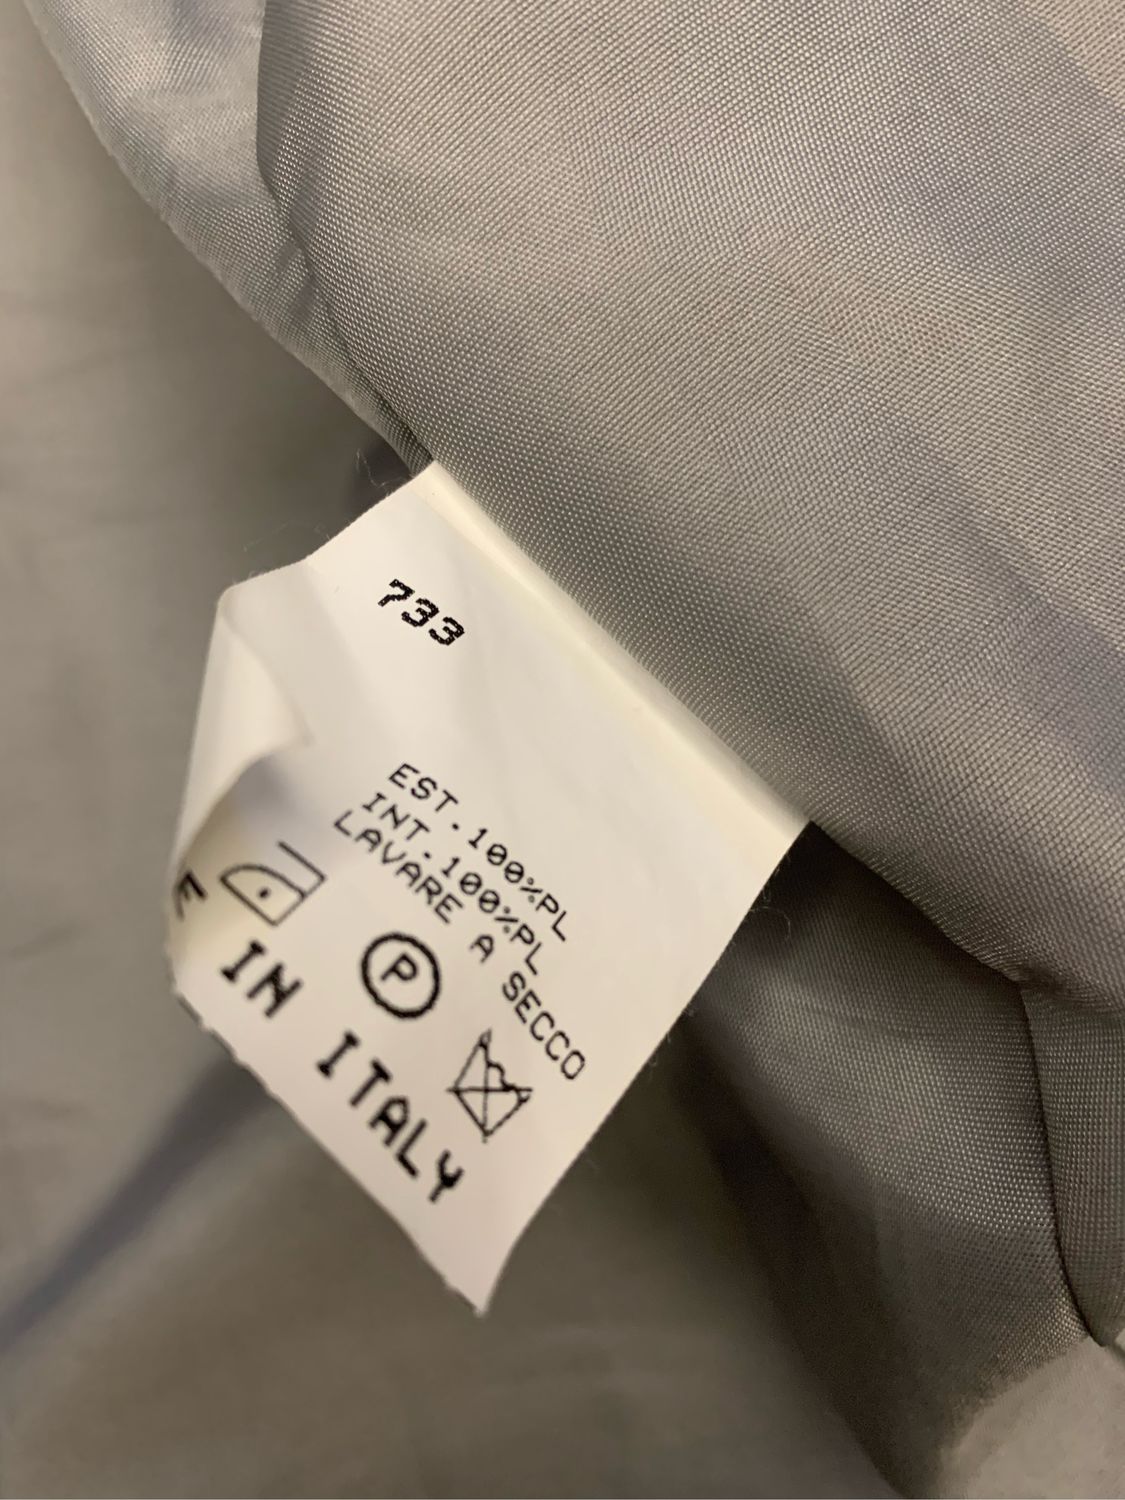 733
EST.100%PL
INT.100%PL
LAVARE A SECCO
P
E IN ITALY